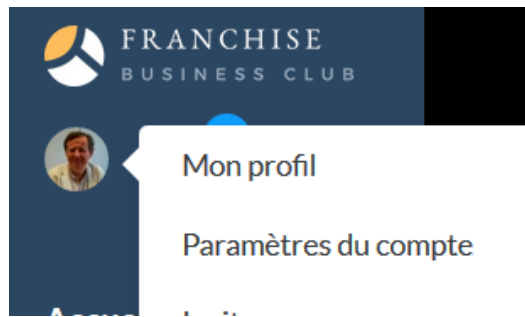 FRANCHISE
BUSINESS CLUB
Mon profil
Paramètres du compte